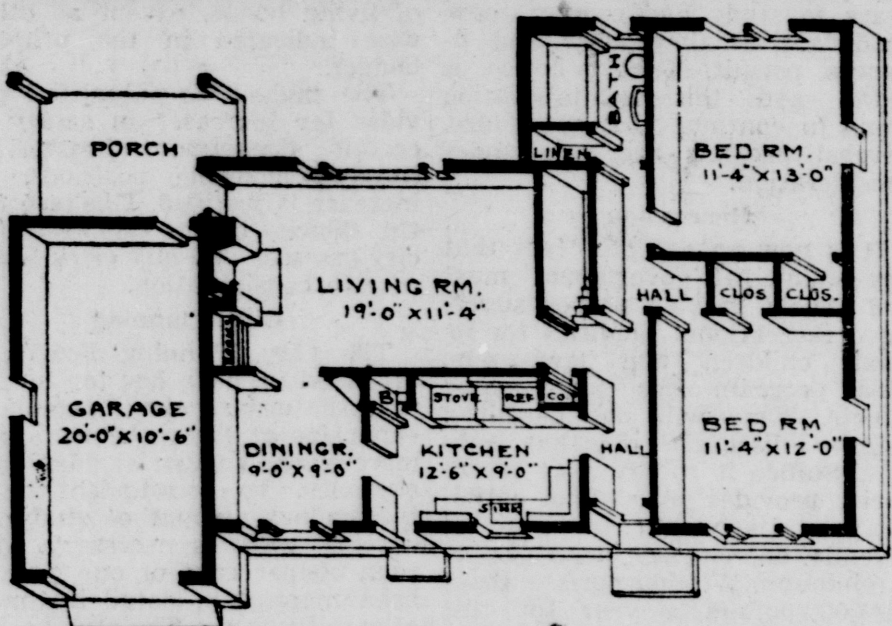 BATH
LINEN
BED RM.
11'-4" X 13'-0"
PORCH
LIVING RM.
19'-0" X 11'-4"
HALL
CLOS
CLOS.
GARAGE
20'-0" X 10'-6"
B
STOVE
REF
CO
DINING R.
9'-0" X 9'-0"
KITCHEN
12'-6" X 9'-0"
HALL
BED RM
11'-4" X 12'-0"
SINK